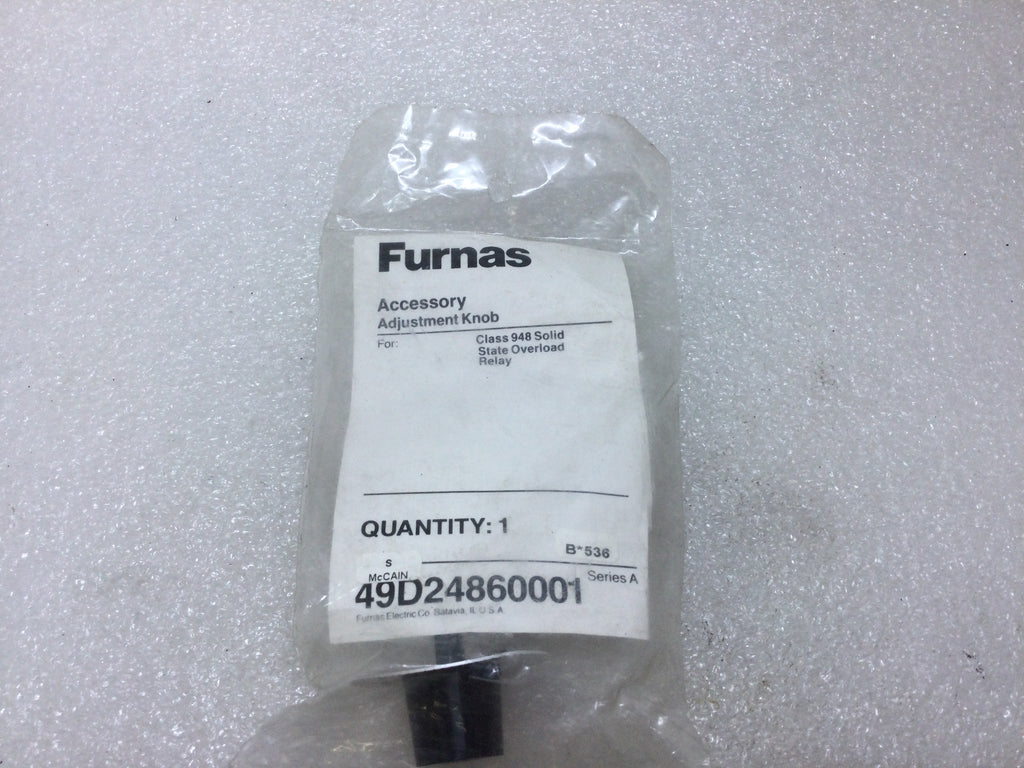 Furnas
Accessory
Adjustment Knob
For: Class 948 Solid
State Overload
Relay
QUANTITY: 1
B*536
S
McCAIN
Series A
49D24860001
Furnas Electric Co. Batavia, IL U.S.A.